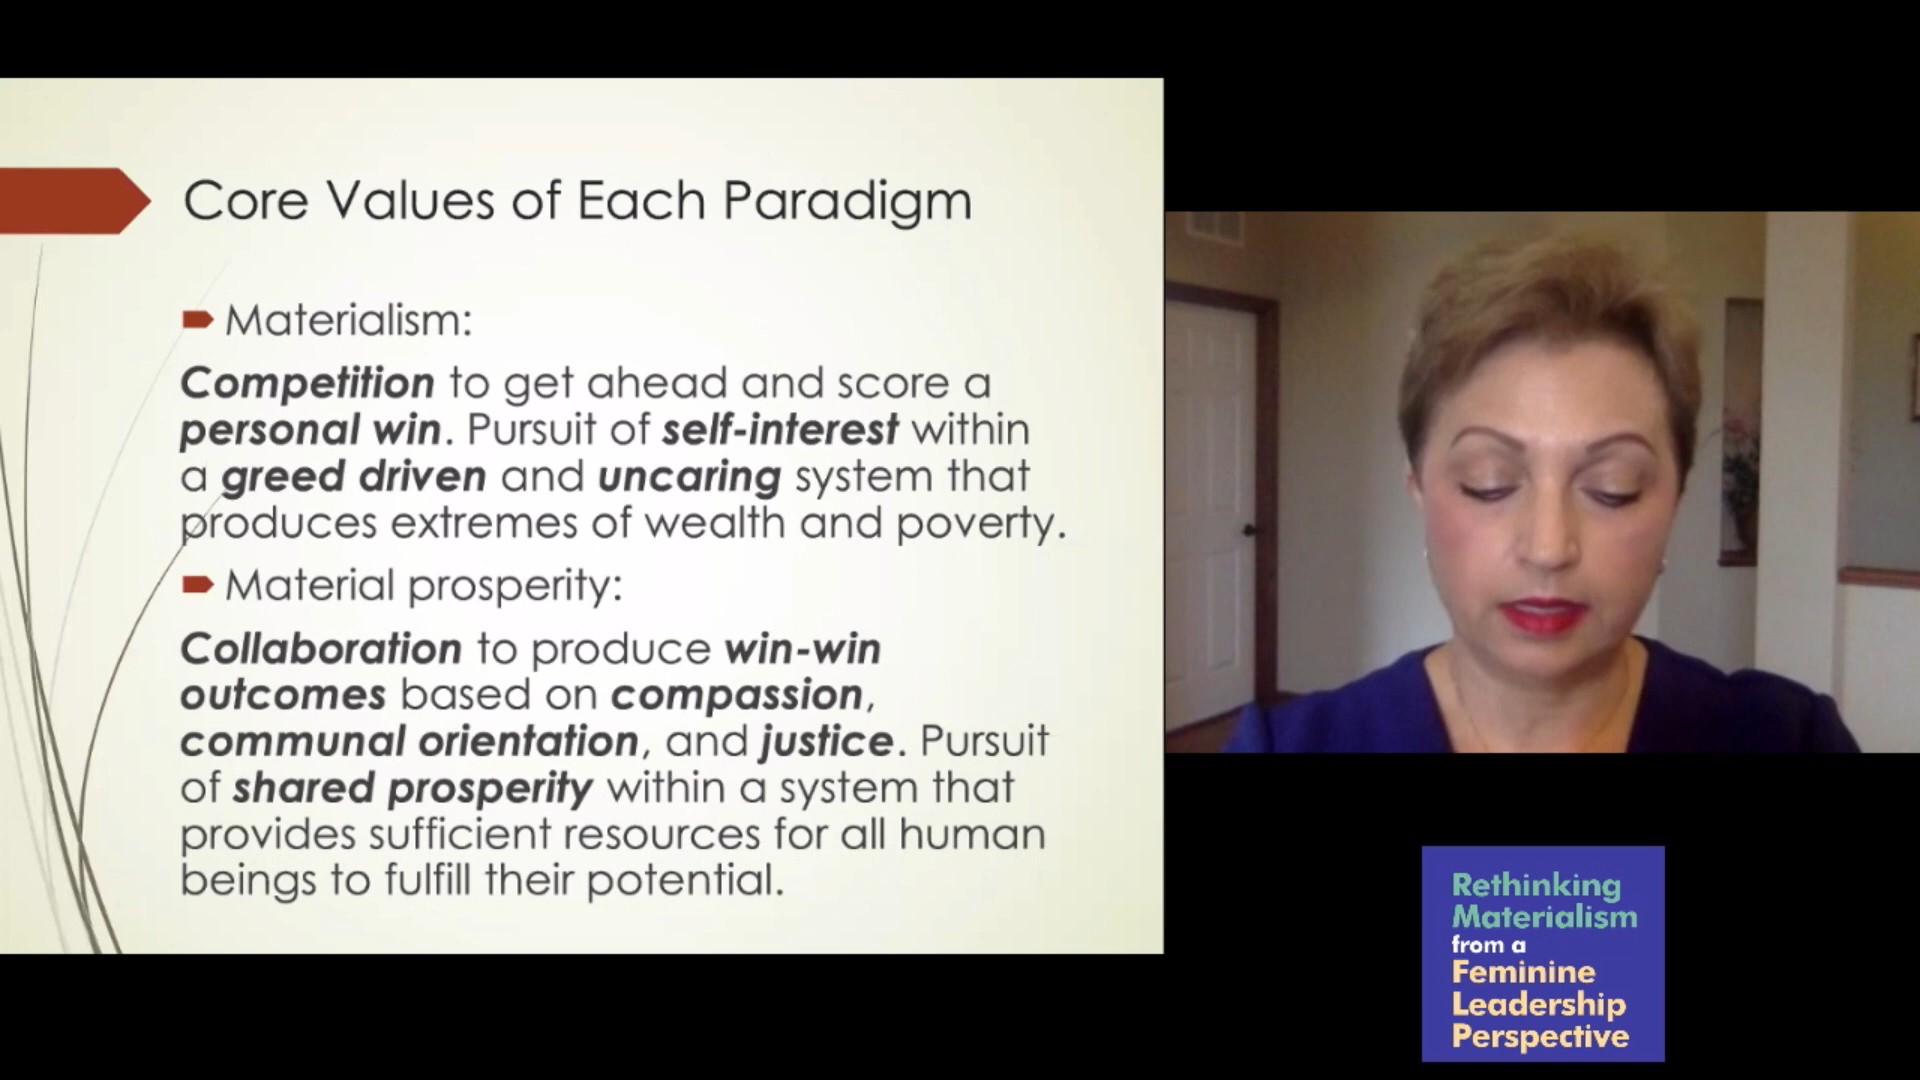 Core Values of Each Paradigm
Materialism:
Competition to get ahead and score a
personal win. Pursuit of self-interest within
a greed driven and uncaring system that
produces extremes of wealth and poverty.
Material prosperity:
Collaboration to produce win-win
outcomes based on compassion,
communal orientation, and justice. Pursuit
of shared prosperity within a system that
provides sufficient resources for all human
beings to fulfill their potential.
Rethinking
Materialism
from a
Feminine
Leadership
Perspective